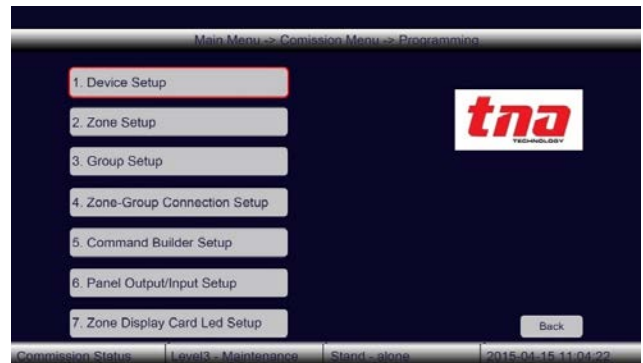 Main Menu -> Comission Menu -> Programming
1. Device Setup
tna
TECHNOLOGY
2. Zone Setup
3. Group Setup
4. Zone-Group Connection Setup
5. Command Builder Setup
6. Panel Output/Input Setup
7. Zone Display Card Led Setup
Back
Commission Status Level3 - Maintenance Stand - alone 2015-04-15 11:04:22